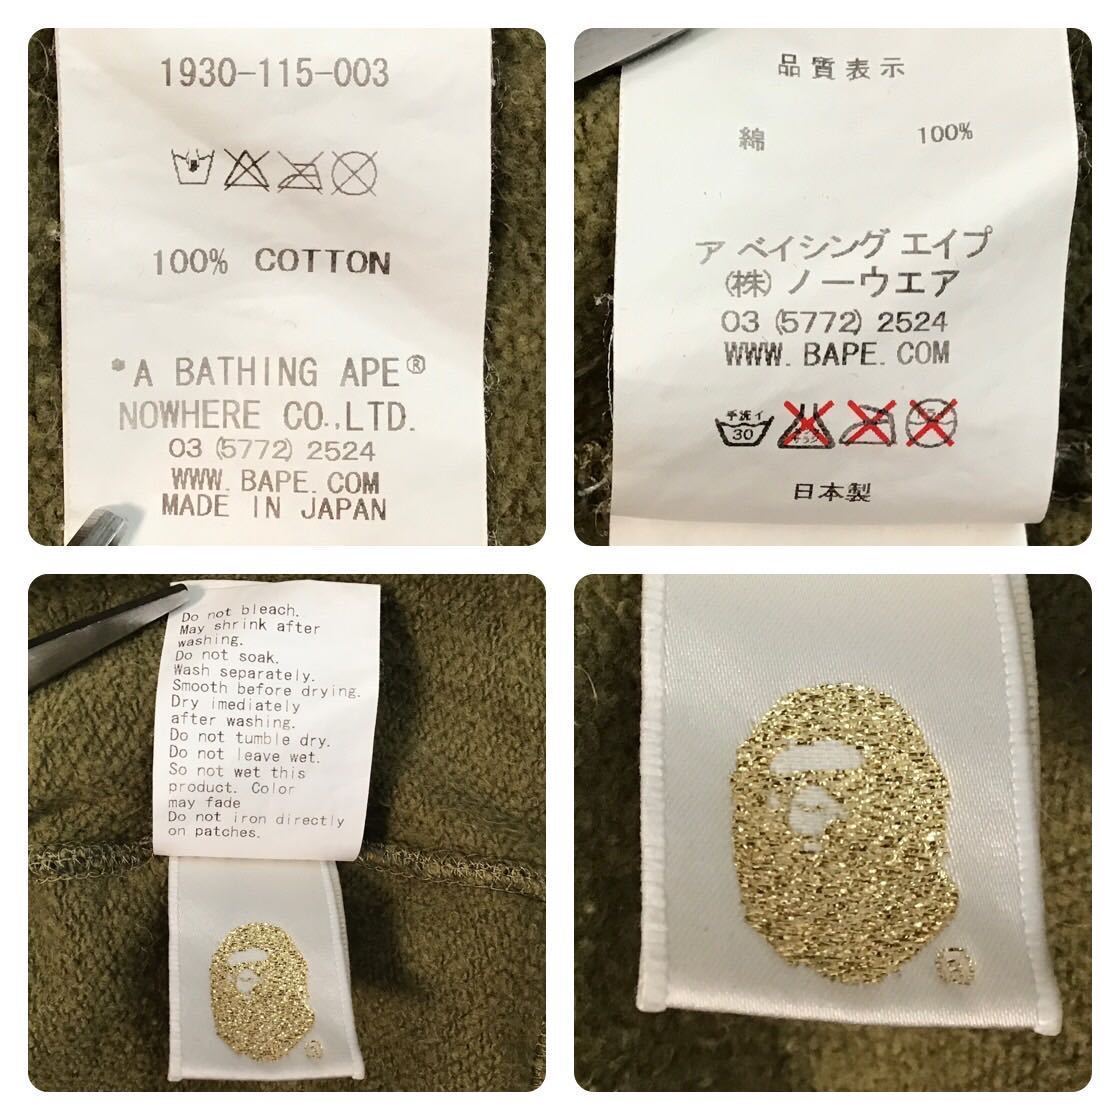 1930-115-003
100% COTTON
*A BATHING APE®
NOWHERE CO.,LTD.
03 (5772) 2524
WWW.BAPE.COM
MADE IN JAPAN
品質表示
綿 100%
ア ベイシング エイプ
(株) ノーウエア
03 (5772) 2524
WWW.BAPE.COM
手洗イ
30
日本製
Do not bleach.
May shrink after
washing.
Do not soak.
Wash separately.
Smooth before drying.
Dry imediately
after washing.
Do not tumble dry.
Do not leave wet.
So not wet this
product. Color
may fade
Do not iron directly
on patches.
®
®